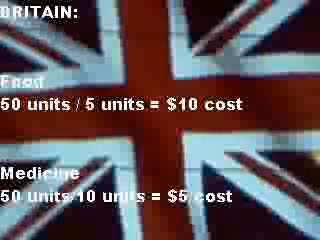 BRITAIN:
Food
50 units / 5 units = $10 cost
Medicine
50 units/10 units = $5 cost